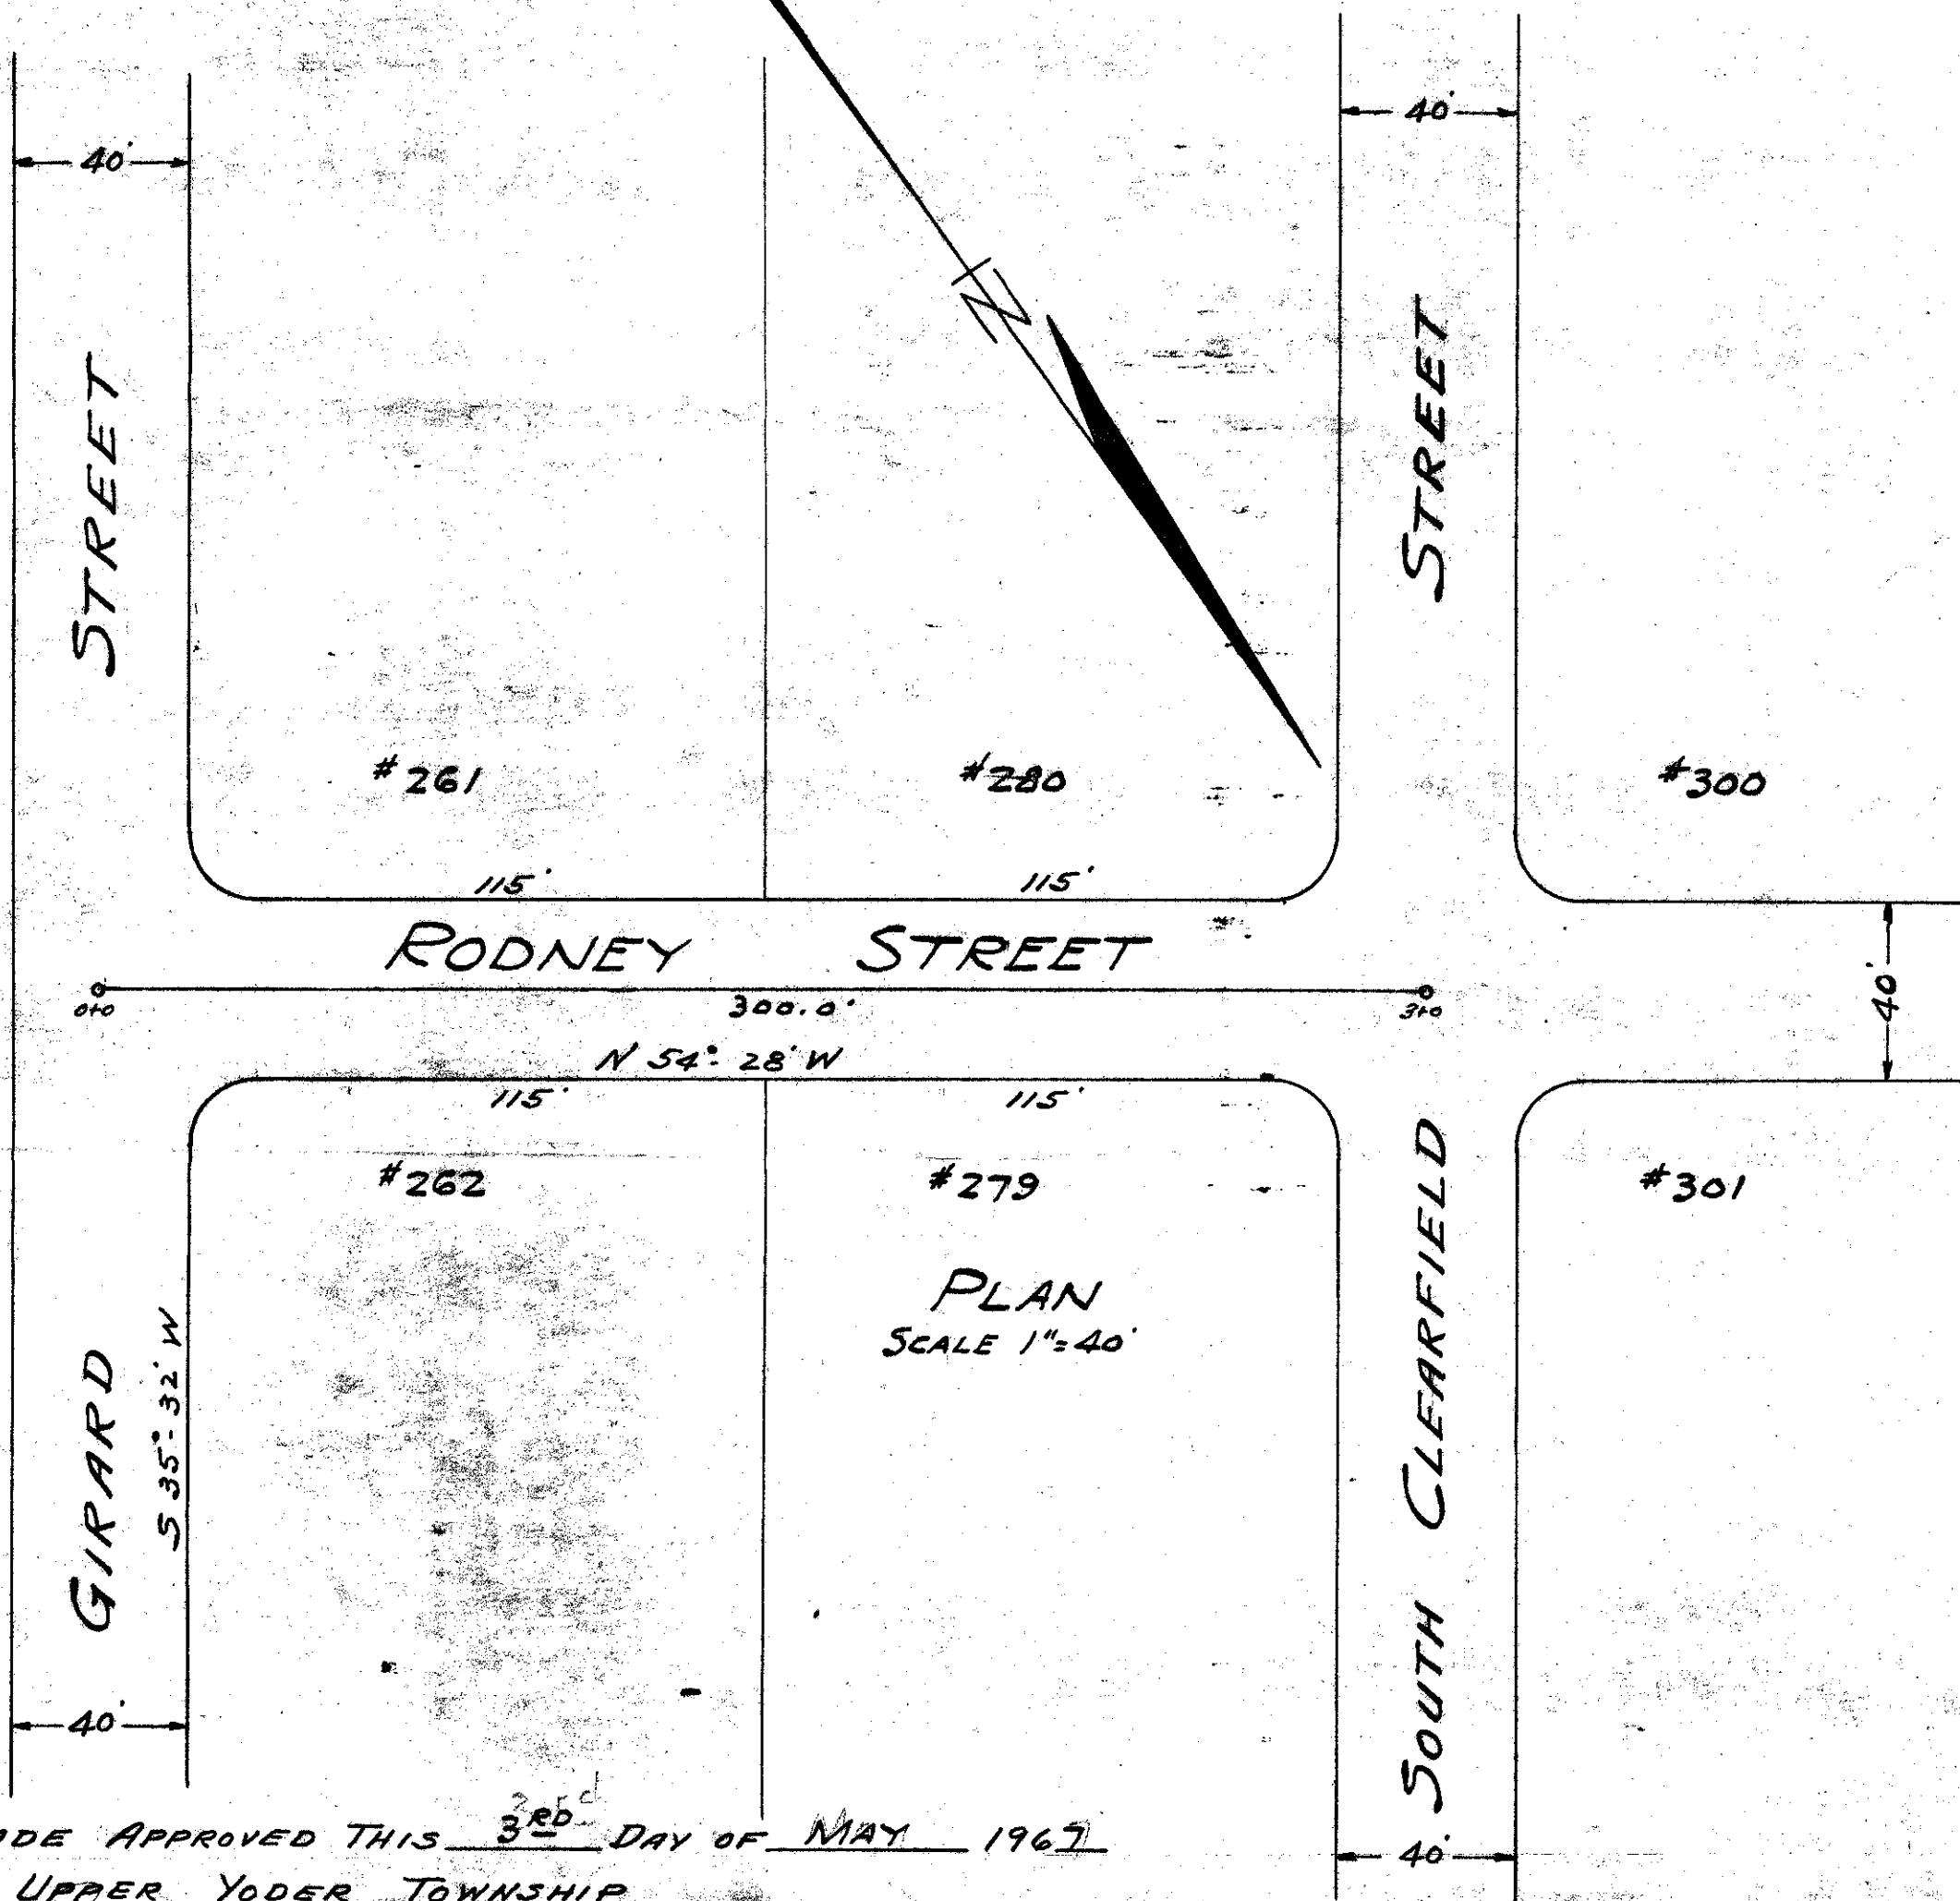 40'
40'
N
STREET
STREET
#261
#280
#300
115'
115'
RODNEY STREET
0+0
300.0'
3+0
40'
N 54°-28' W
115'
115'
#262
#279
#301
PLAN
SCALE 1"=40'
GIRARD
S 35°-32' W
SOUTH CLEARFIELD
40'
3RD
ADE APPROVED THIS 3RD DAY OF MAY 1967
40'
UPPER YODER TOWNSHIP